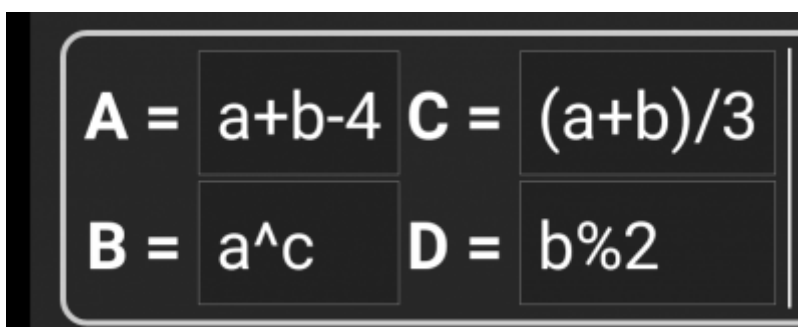 A = a+b-4 C = (a+b)/3
B = a^c D = b%2